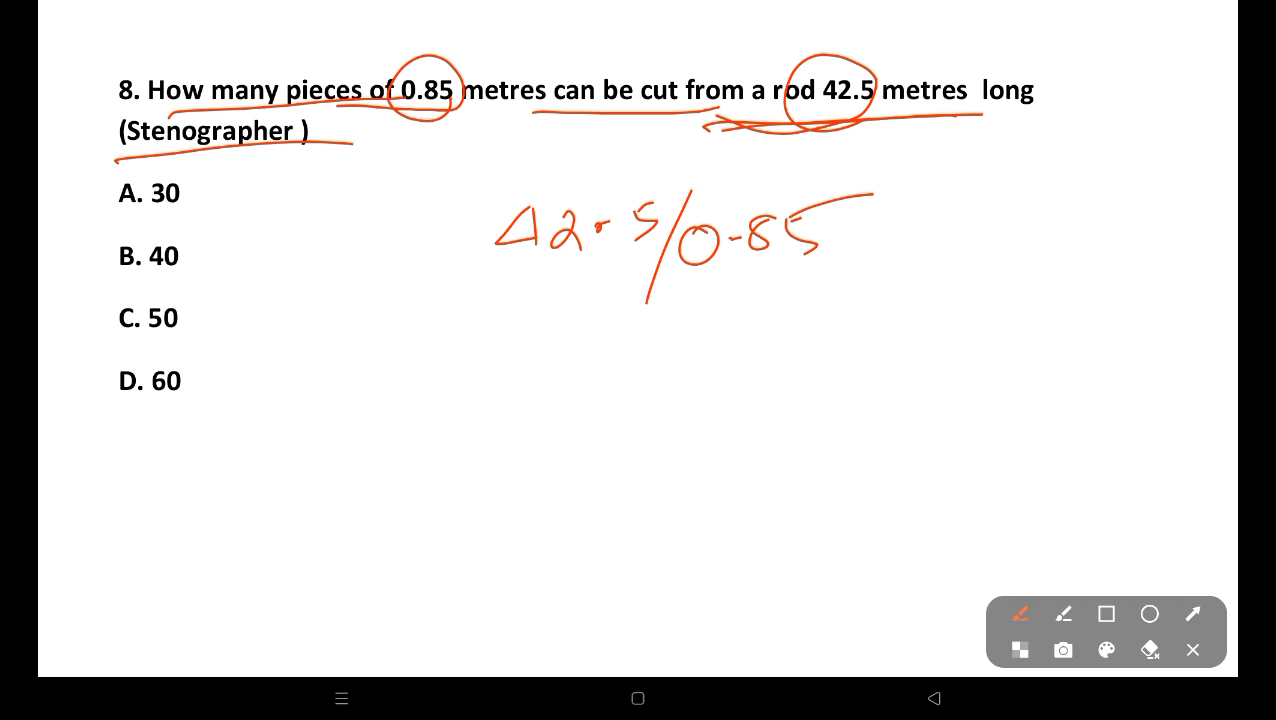 8. How many pieces of 0.85 metres can be cut from a rod 42.5 metres long
(Stenographer )
A. 30
42.5/0.85
B. 40
C. 50
D. 60